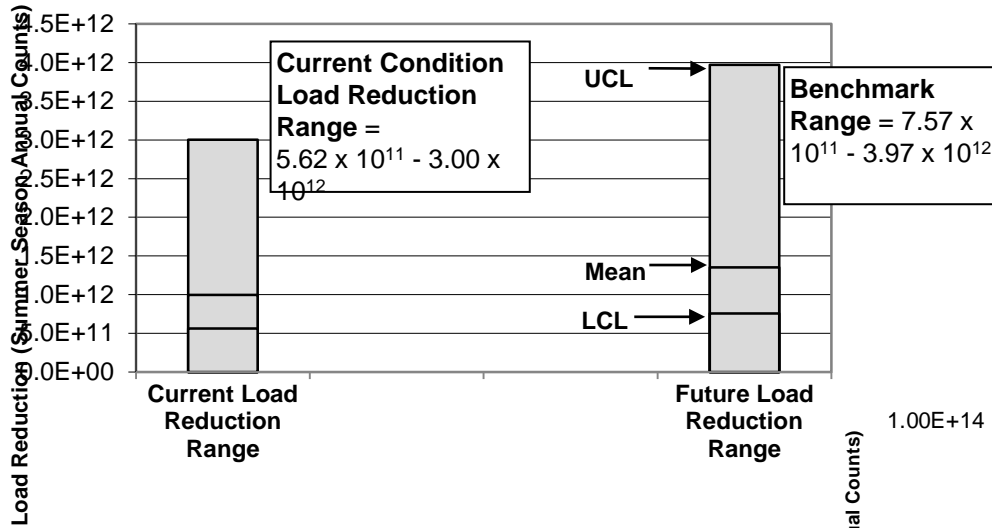 Load Reduction (Summer Season Annual Counts)
4.5E+12
4.0E+12
3.5E+12
3.0E+12
2.5E+12
2.0E+12
1.5E+12
1.0E+12
5.0E+11
0.0E+00
Current Condition
Load Reduction
Range =
5.62 x 10¹¹ - 3.00 x
10¹²
UCL
Mean
LCL
Benchmark
Range = 7.57 x
10¹¹ - 3.97 x 10¹²
Current Load
Reduction
Range
Future Load
Reduction
Range
1.00E+14
ual Counts)